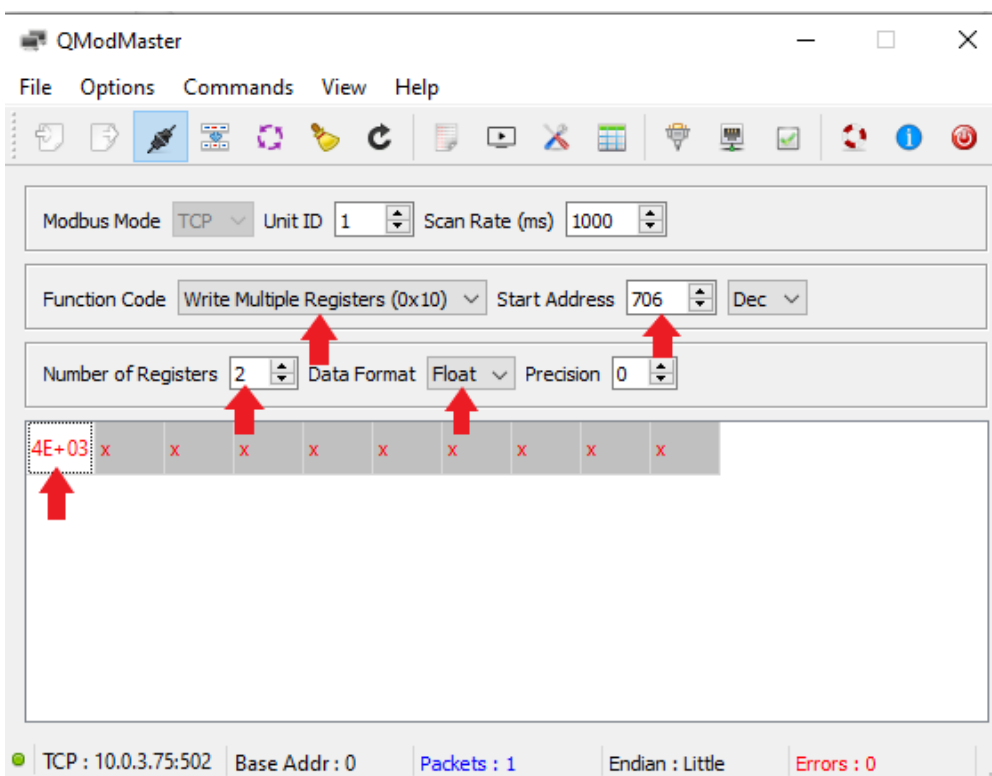 QModMaster
File Options Commands View Help
Modbus Mode TCP Unit ID 1 Scan Rate (ms) 1000
Function Code Write Multiple Registers (0x10) Start Address 706 Dec
Number of Registers 2 Data Format Float Precision 0
4E+03 x x x x x x x x x
TCP : 10.0.3.75:502 Base Addr : 0 Packets : 1 Endian : Little Errors : 0